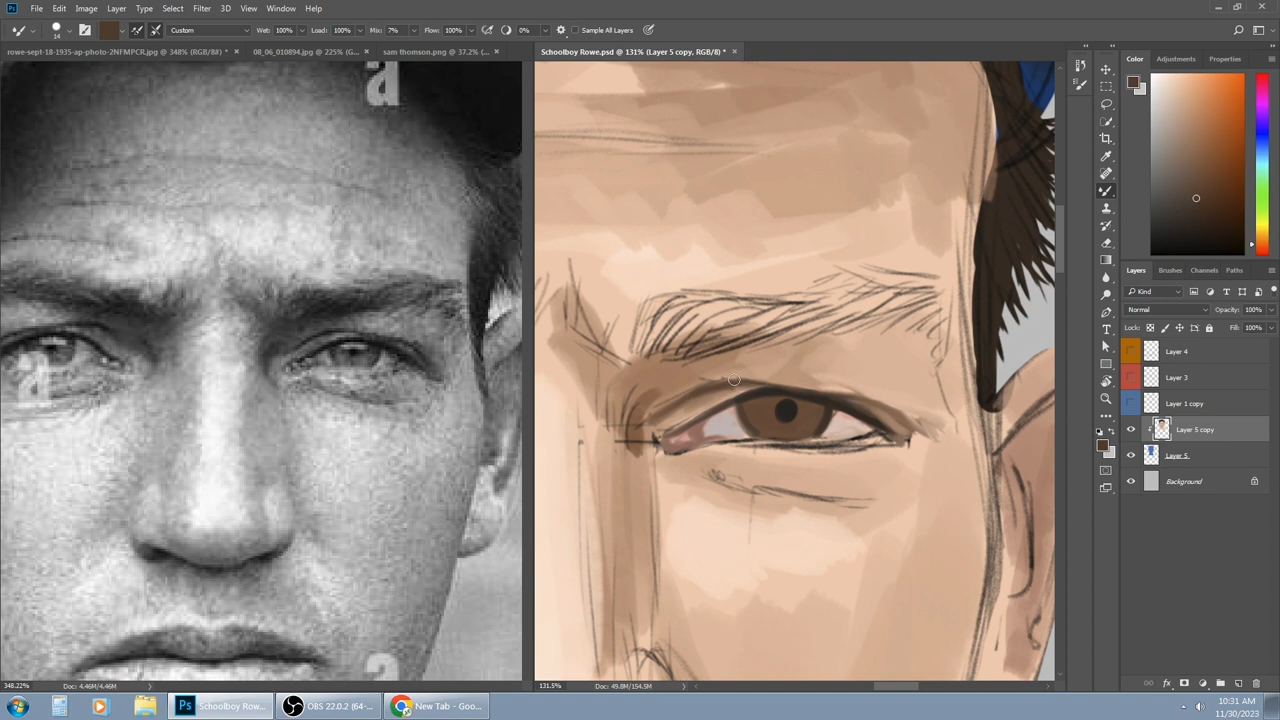 Ps File Edit Image Layer Type Select Filter 3D View Window Help
14 Custom Wet: 100% Load: 100% Mix: 7% Flow: 100% 0% Sample All Layers
rowe-sept-18-1935-ap-photo-2NFMPCR.jpg @ 348% (RGB/8#) * × 08_06_010894.jpg @ 225% (G... × sam thomson.png @ 37.2% (... × Schoolboy Rowe.psd @ 131% (Layer 5 copy, RGB/8) * ×
a
a
a
Color Adjustments Properties
Layers Brushes Channels Paths
Kind
Normal Opacity: 100%
Lock: Fill: 100%
Layer 4
Layer 3
Layer 1 copy
Layer 5 copy
Layer 5
Background
348.22% Doc: 4.46M/4.46M 131.5% Doc: 49.8M/154.5M
Ps Schoolboy Row... OBS 22.0.2 (64-... New Tab - Goo...
10:31 AM
11/30/2023